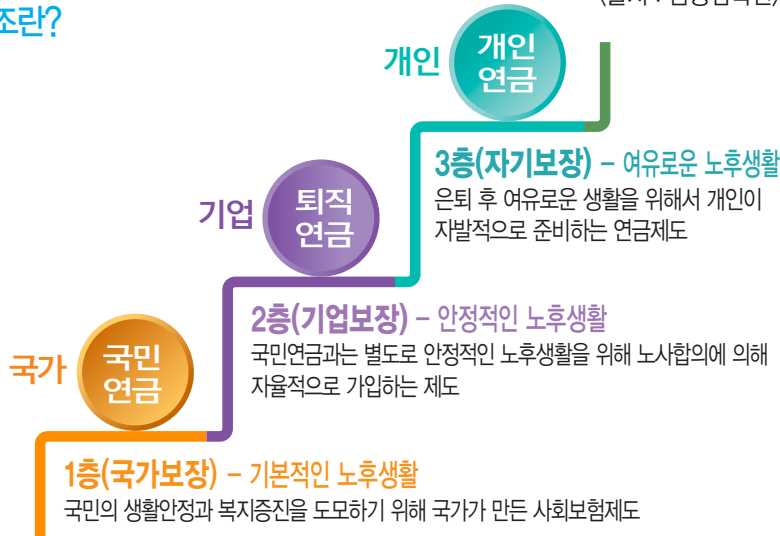 조란?
개인
개인
연금
3층(자기보장) – 여유로운 노후생활
은퇴 후 여유로운 생활을 위해서 개인이
자발적으로 준비하는 연금제도
기업
퇴직
연금
2층(기업보장) – 안정적인 노후생활
국민연금과는 별도로 안정적인 노후생활을 위해 노사합의에 의해
자율적으로 가입하는 제도
국가
국민
연금
1층(국가보장) – 기본적인 노후생활
국민의 생활안정과 복지증진을 도모하기 위해 국가가 만든 사회보험제도